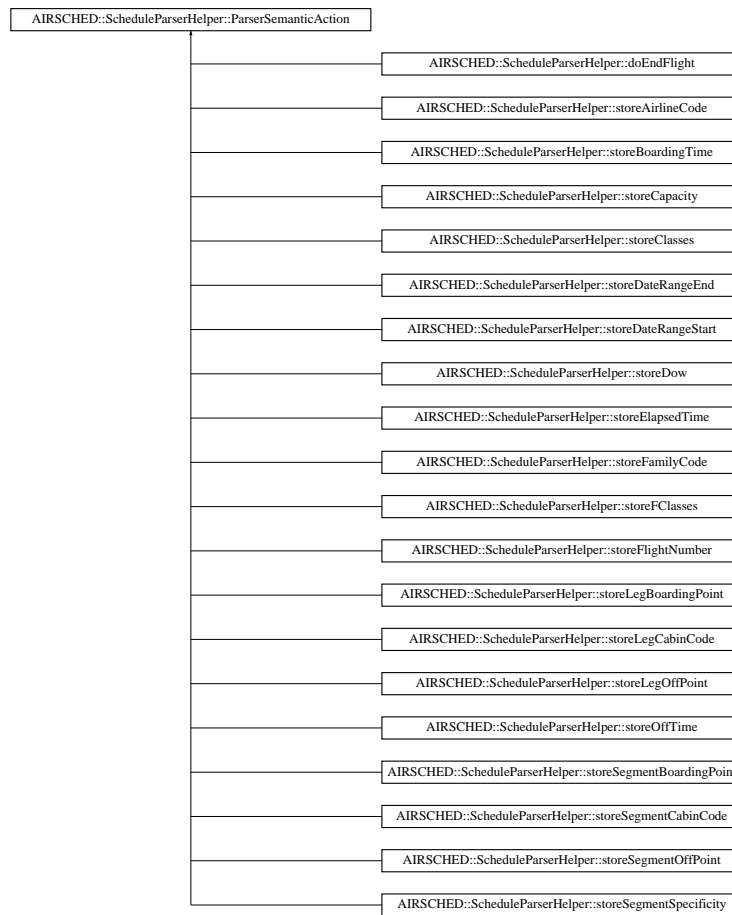 AIRSCHED::ScheduleParserHelper::ParserSemanticAction
AIRSCHED::ScheduleParserHelper::doEndFlight
AIRSCHED::ScheduleParserHelper::storeAirlineCode
AIRSCHED::ScheduleParserHelper::storeBoardingTime
AIRSCHED::ScheduleParserHelper::storeCapacity
AIRSCHED::ScheduleParserHelper::storeClasses
AIRSCHED::ScheduleParserHelper::storeDateRangeEnd
AIRSCHED::ScheduleParserHelper::storeDateRangeStart
AIRSCHED::ScheduleParserHelper::storeDow
AIRSCHED::ScheduleParserHelper::storeElapsedTime
AIRSCHED::ScheduleParserHelper::storeFamilyCode
AIRSCHED::ScheduleParserHelper::storeFClasses
AIRSCHED::ScheduleParserHelper::storeFlightNumber
AIRSCHED::ScheduleParserHelper::storeLegBoardingPoint
AIRSCHED::ScheduleParserHelper::storeLegCabinCode
AIRSCHED::ScheduleParserHelper::storeLegOffPoint
AIRSCHED::ScheduleParserHelper::storeOffTime
AIRSCHED::ScheduleParserHelper::storeSegmentBoardingPoint
AIRSCHED::ScheduleParserHelper::storeSegmentCabinCode
AIRSCHED::ScheduleParserHelper::storeSegmentOffPoint
AIRSCHED::ScheduleParserHelper::storeSegmentSpecificity